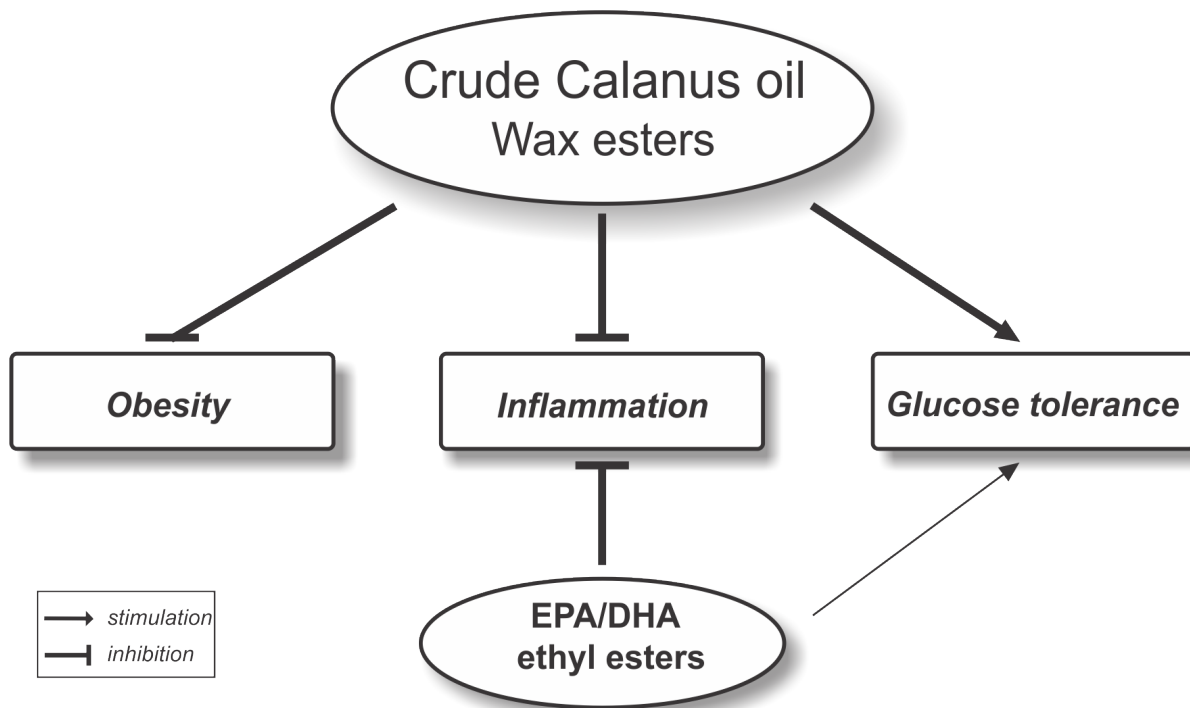 Crude Calanus oil
Wax esters
Obesity
Inflammation
Glucose tolerance
EPA/DHA
ethyl esters
stimulation
inhibition